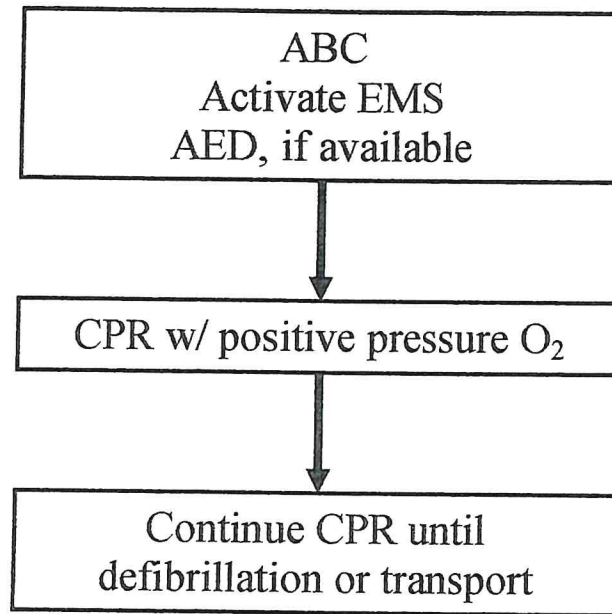 ABC
Activate EMS
AED, if available
CPR w/ positive pressure O₂
Continue CPR until
defibrillation or transport